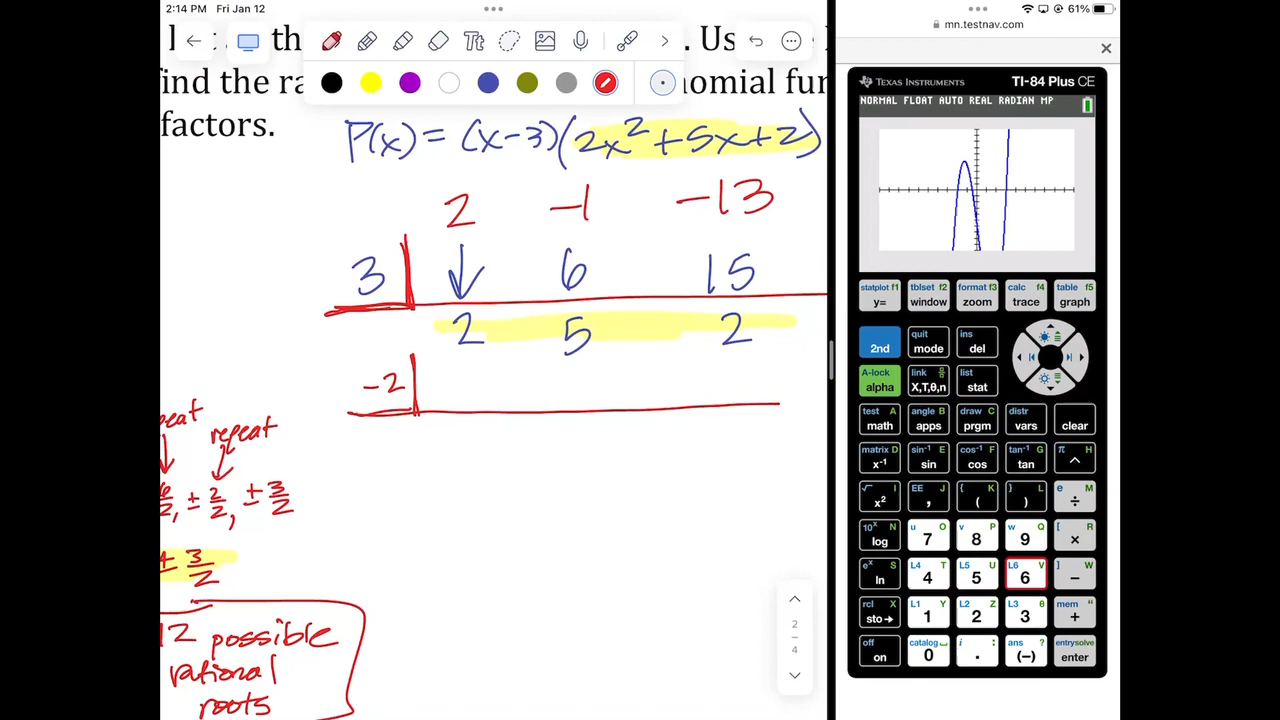 2:14 PM Fri Jan 12
61%
mn.testnav.com
find the ra
nomial fun
factors.
. Us
P(x) = (x-3)(2x² + 5x + 2)
2 -1 -13
3 6 15
2 5 2
-2
repeat
± 2/2, ± 3/2
± 3/2
12 possible
rational
roots
2
4
TEXAS INSTRUMENTS TI-84 Plus CE
NORMAL FLOAT AUTO REAL RADIAN MP
statplot f1 tblset f2 format f3 calc f4 table f5
y= window zoom trace graph
quit ins
2nd mode del
A-lock link list
alpha X,T,θ,n stat
test A angle B draw C distr
math apps prgm vars clear
matrix D sin⁻¹ E cos⁻¹ F tan⁻¹ G π H
x⁻¹ sin cos tan ^
√ I EE J { K } L e M
x² , ( ) ÷
10ˣ N u O v P w Q [ R
log 7 8 9 ×
eˣ S L4 T L5 U L6 V ] W
ln 4 5 6 −
rcl X L1 Y L2 Z L3 θ mem "
sto→ 1 2 3 +
off catalog i : ans ? entry solve
on 0 . (−) enter